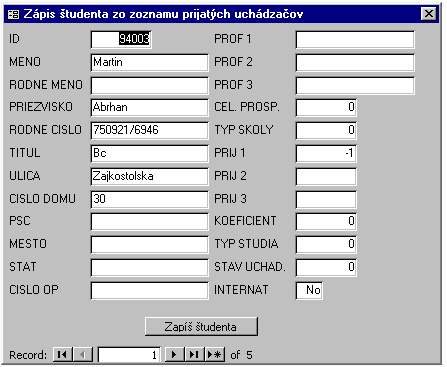 Zápis študenta zo zoznamu prijatých uchádzačov
ID 94003 PROF 1
MENO Martin PROF 2
RODNE MENO PROF 3
PRIEZVISKO Abrhan CEL. PROSP. 0
RODNE CISLO 750921/6946 TYP SKOLY 0
TITUL Bc PRIJ 1 -1
ULICA Zajkostolska PRIJ 2
CISLO DOMU 30 PRIJ 3
PSC KOEFICIENT 0
MESTO TYP STUDIA 0
STAT STAV UCHAD. 0
CISLO OP INTERNAT No
Zapíš študenta
Record: 1 of 5